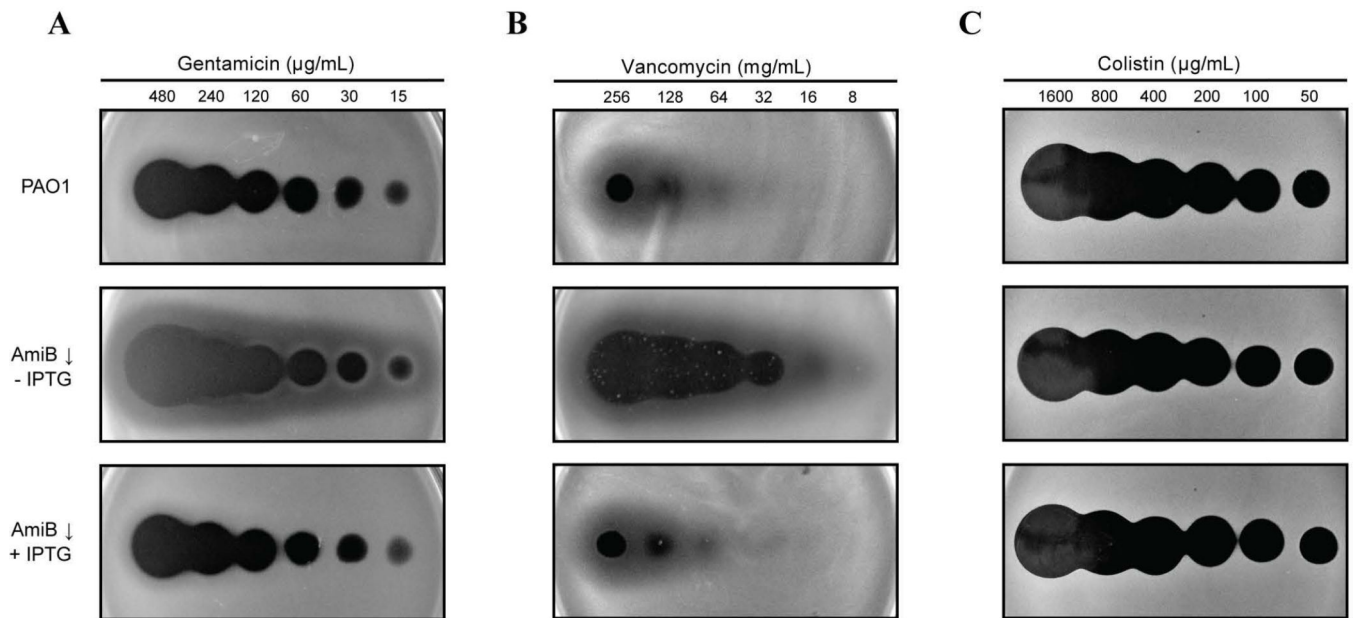 A
B
C
Gentamicin (µg/mL)
480 240 120 60 30 15
Vancomycin (mg/mL)
256 128 64 32 16 8
Colistin (µg/mL)
1600 800 400 200 100 50
PAO1
AmiB ↓
- IPTG
AmiB ↓
+ IPTG